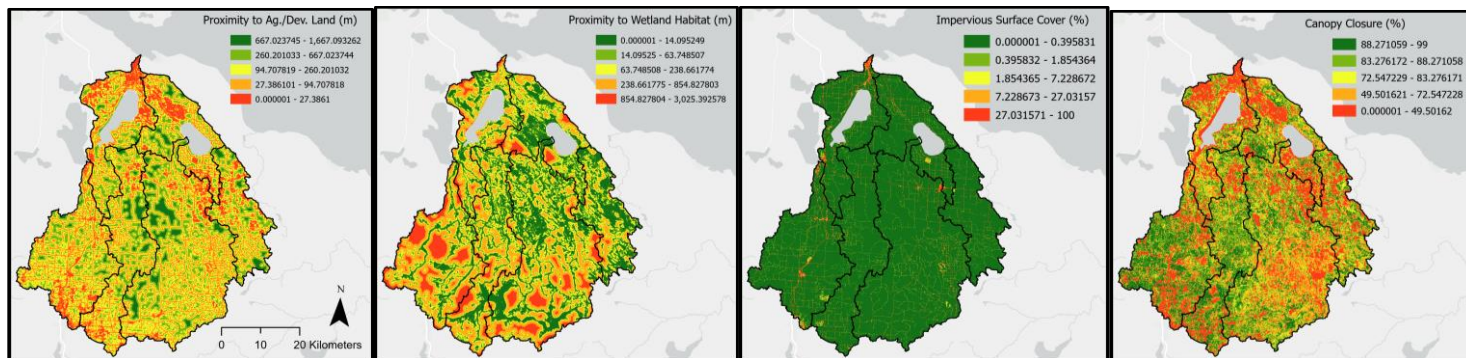 Proximity to Ag./Dev. Land (m)
667.023745 - 1,667.093262
260.201033 - 667.023744
94.707819 - 260.201032
27.386101 - 94.707818
0.000001 - 27.3861
N
0 10 20 Kilometers
Proximity to Wetland Habitat (m)
0.000001 - 14.095249
14.09525 - 63.748507
63.748508 - 238.661774
238.661775 - 854.827803
854.827804 - 3,025.392578
Impervious Surface Cover (%)
0.000001 - 0.395831
0.395832 - 1.854364
1.854365 - 7.228672
7.228673 - 27.03157
27.031571 - 100
Canopy Closure (%)
88.271059 - 99
83.276172 - 88.271058
72.547229 - 83.276171
49.501621 - 72.547228
0.000001 - 49.50162